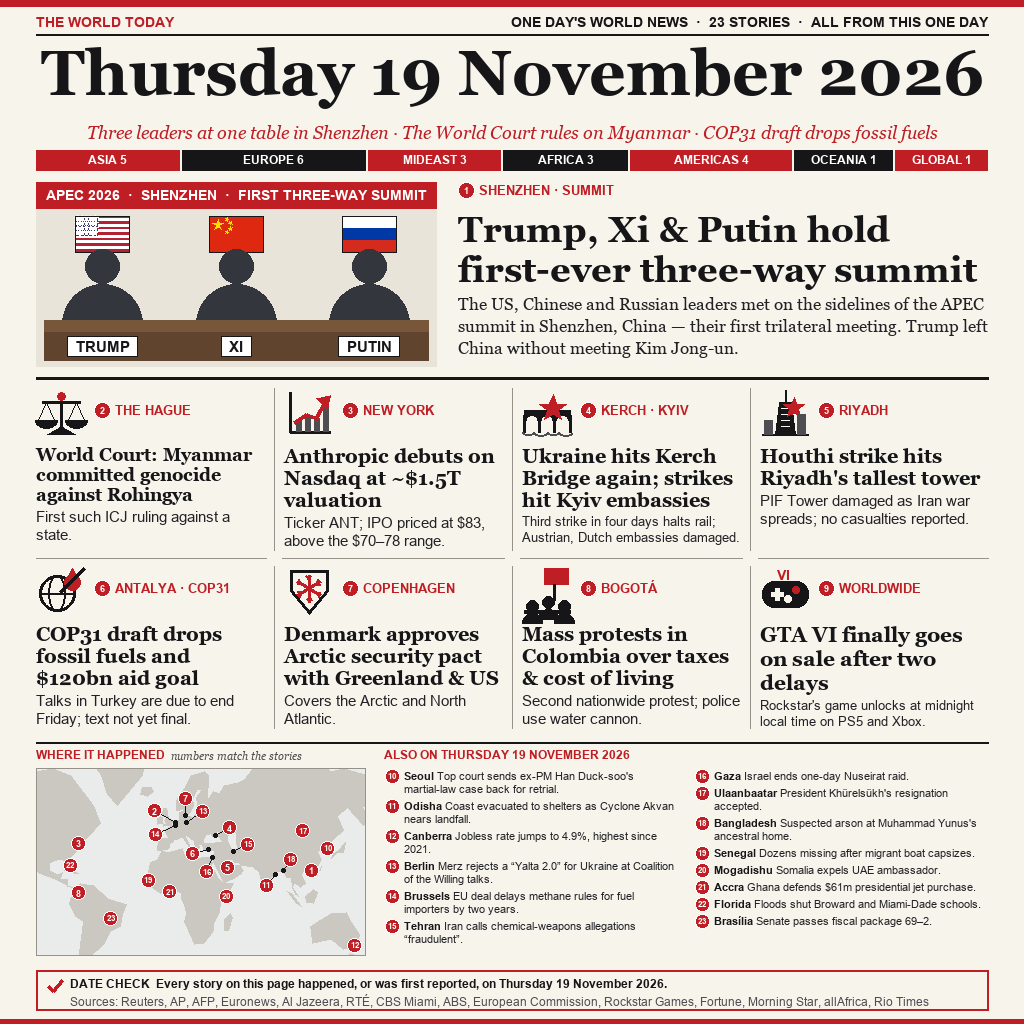 THE WORLD TODAY
ONE DAY'S WORLD NEWS · 23 STORIES · ALL FROM THIS ONE DAY
Thursday 19 November 2026
Three leaders at one table in Shenzhen · The World Court rules on Myanmar · COP31 draft drops fossil fuels
ASIA 5
EUROPE 6
MIDEAST 3
AFRICA 3
AMERICAS 4
OCEANIA 1
GLOBAL 1
APEC 2026 · SHENZHEN · FIRST THREE-WAY SUMMIT
TRUMP
XI
PUTIN
1 SHENZHEN · SUMMIT
Trump, Xi & Putin hold
first-ever three-way summit
The US, Chinese and Russian leaders met on the sidelines of the APEC
summit in Shenzhen, China — their first trilateral meeting. Trump left
China without meeting Kim Jong-un.
2 THE HAGUE
World Court: Myanmar
committed genocide
against Rohingya
First such ICJ ruling against a
state.
3 NEW YORK
Anthropic debuts on
Nasdaq at ~$1.5T
valuation
Ticker ANT; IPO priced at $83,
above the $70–78 range.
4 KERCH · KYIV
Ukraine hits Kerch
Bridge again; strikes
hit Kyiv embassies
Third strike in four days halts rail;
Austrian, Dutch embassies damaged.
5 RIYADH
Houthi strike hits
Riyadh's tallest tower
PIF Tower damaged as Iran war
spreads; no casualties reported.
6 ANTALYA · COP31
COP31 draft drops
fossil fuels and
$120bn aid goal
Talks in Turkey are due to end
Friday; text not yet final.
7 COPENHAGEN
Denmark approves
Arctic security pact
with Greenland & US
Covers the Arctic and North
Atlantic.
8 BOGOTÁ
Mass protests in
Colombia over taxes
& cost of living
Second nationwide protest; police
use water cannon.
VI
9 WORLDWIDE
GTA VI finally goes
on sale after two
delays
Rockstar's game unlocks at midnight
local time on PS5 and Xbox.
WHERE IT HAPPENED numbers match the stories
7
2
13
14
4
17
3
15
10
6
18
22
16
5
1
19
11
8
21
20
23
12
ALSO ON THURSDAY 19 NOVEMBER 2026
10 Seoul Top court sends ex-PM Han Duck-soo's
martial-law case back for retrial.
11 Odisha Coast evacuated to shelters as Cyclone Akvan
nears landfall.
12 Canberra Jobless rate jumps to 4.9%, highest since
2021.
13 Berlin Merz rejects a “Yalta 2.0” for Ukraine at Coalition
of the Willing talks.
14 Brussels EU deal delays methane rules for fuel
importers by two years.
15 Tehran Iran calls chemical-weapons allegations
“fraudulent”.
16 Gaza Israel ends one-day Nuseirat raid.
17 Ulaanbaatar President Khürelsükh's resignation
accepted.
18 Bangladesh Suspected arson at Muhammad Yunus's
ancestral home.
19 Senegal Dozens missing after migrant boat capsizes.
20 Mogadishu Somalia expels UAE ambassador.
21 Accra Ghana defends $61m presidential jet purchase.
22 Florida Floods shut Broward and Miami-Dade schools.
23 Brasília Senate passes fiscal package 69–2.
DATE CHECK Every story on this page happened, or was first reported, on Thursday 19 November 2026.
Sources: Reuters, AP, AFP, Euronews, Al Jazeera, RTÉ, CBS Miami, ABS, European Commission, Rockstar Games, Fortune, Morning Star, allAfrica, Rio Times